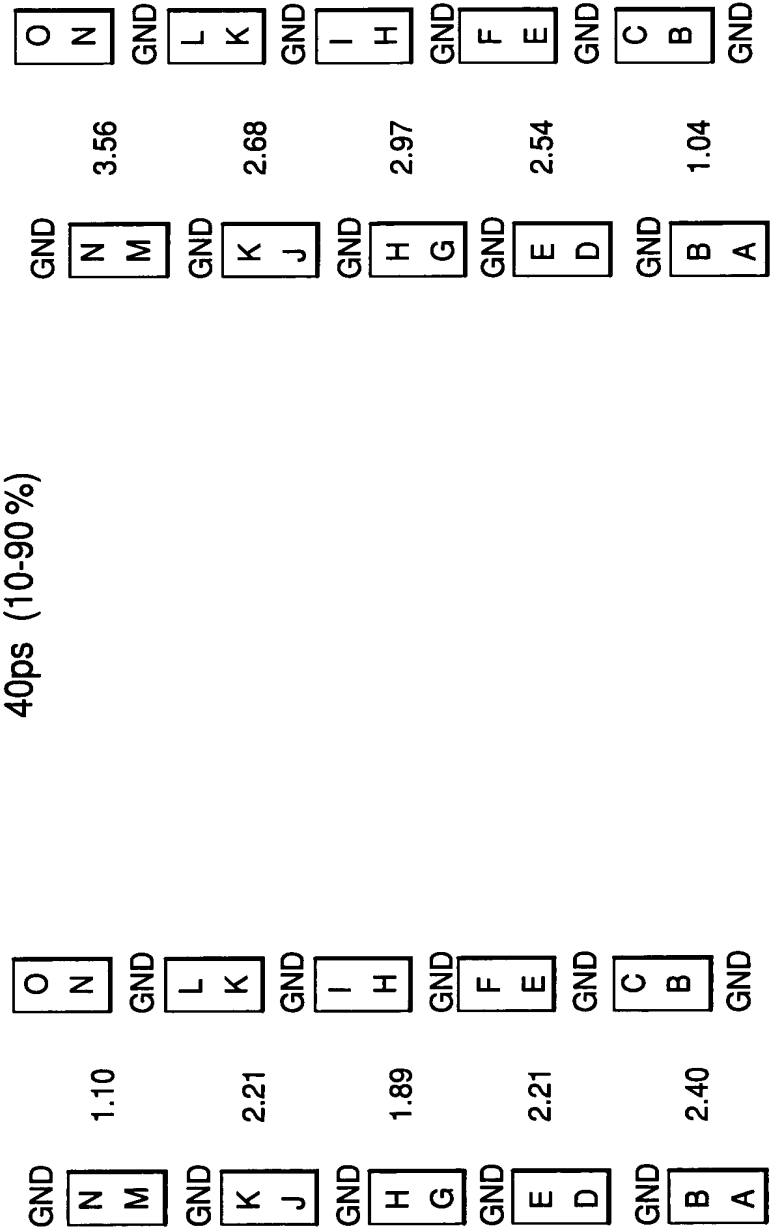 40ps (10-90%)
GND O GND O
N N N N
1.10 3.56
M GND M GND
GND L GND L
K 2.21 K K 2.68 K
J GND J GND
GND I GND I
H 1.89 H H 2.97 H
G GND G GND
GND F GND F
E 2.21 E E 2.54 E
D GND D GND
GND C GND C
B 2.40 B B 1.04 B
A GND A GND